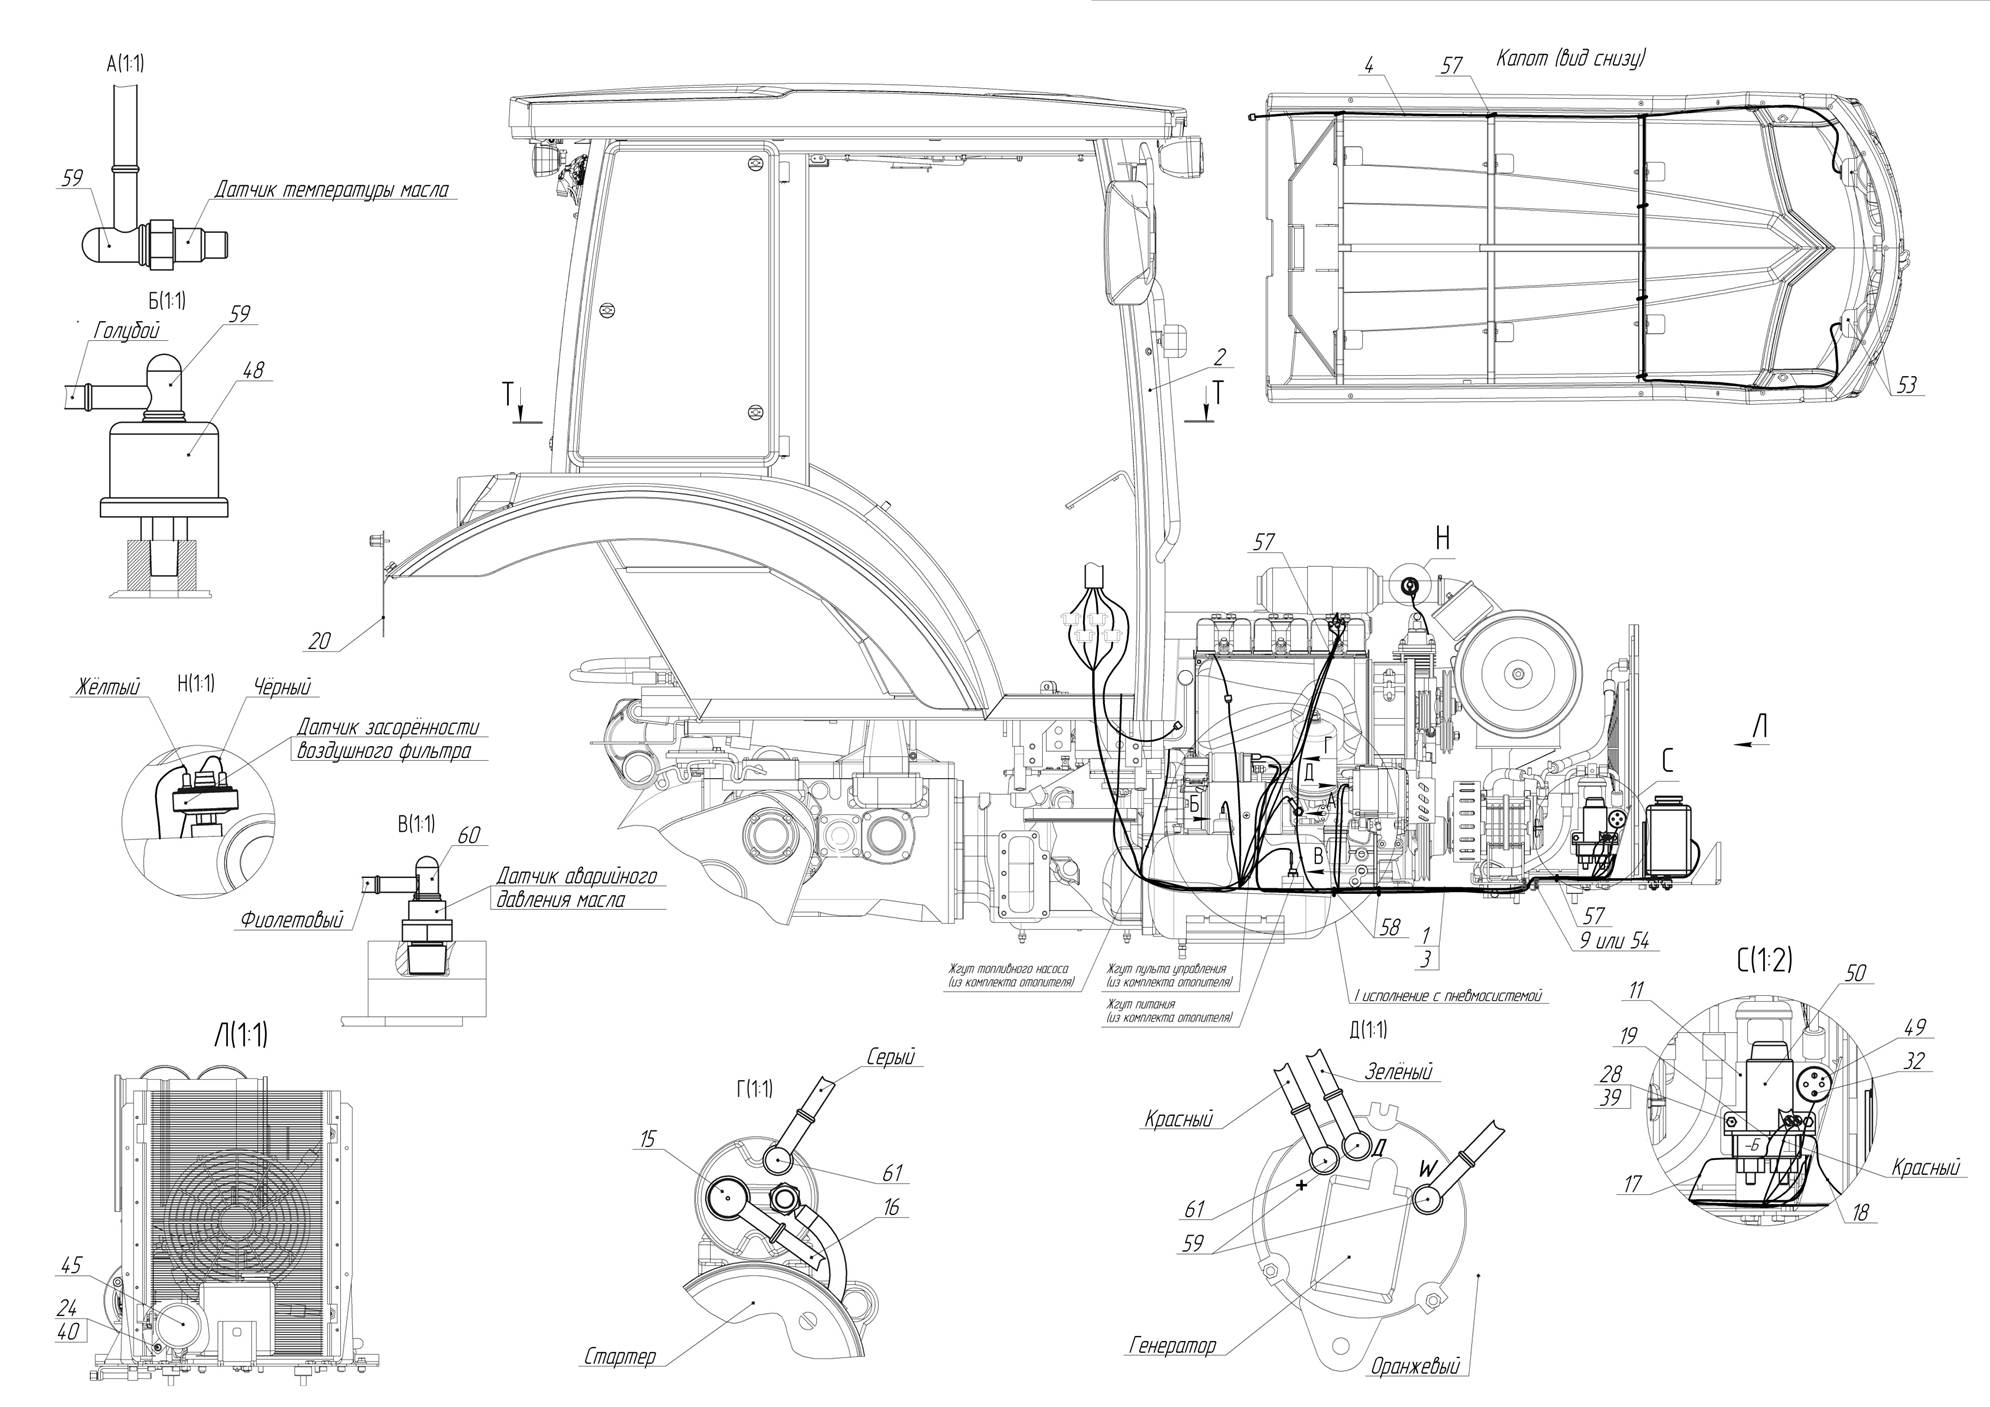 А(1:1)
59
Датчик температуры масла
Б(1:1)
Голубой
59
48
4
57
Капот (вид снизу)
53
Т
Т
2
20
57
Н
Жёлтый
Н(1:1)
Чёрный
Датчик засорённости
воздушного фильтра
В(1:1)
60
Датчик аварийного
давления масла
Фиолетовый
Г
Д
Б
А
В
С
Л
58
1
3
57
9 или 54
Жгут топливного насоса
(из комплекта отопителя)
Жгут пульта управления
(из комплекта отопителя)
Жгут питания
(из комплекта отопителя)
I исполнение с пневмосистемой
Л(1:1)
45
24
40
Г(1:1)
Серый
15
61
16
Стартер
Д(1:1)
Зелёный
Красный
Д
W
+
61
59
Генератор
Оранжевый
С(1:2)
50
11
19
49
32
28
39
-Б
Красный
17
18